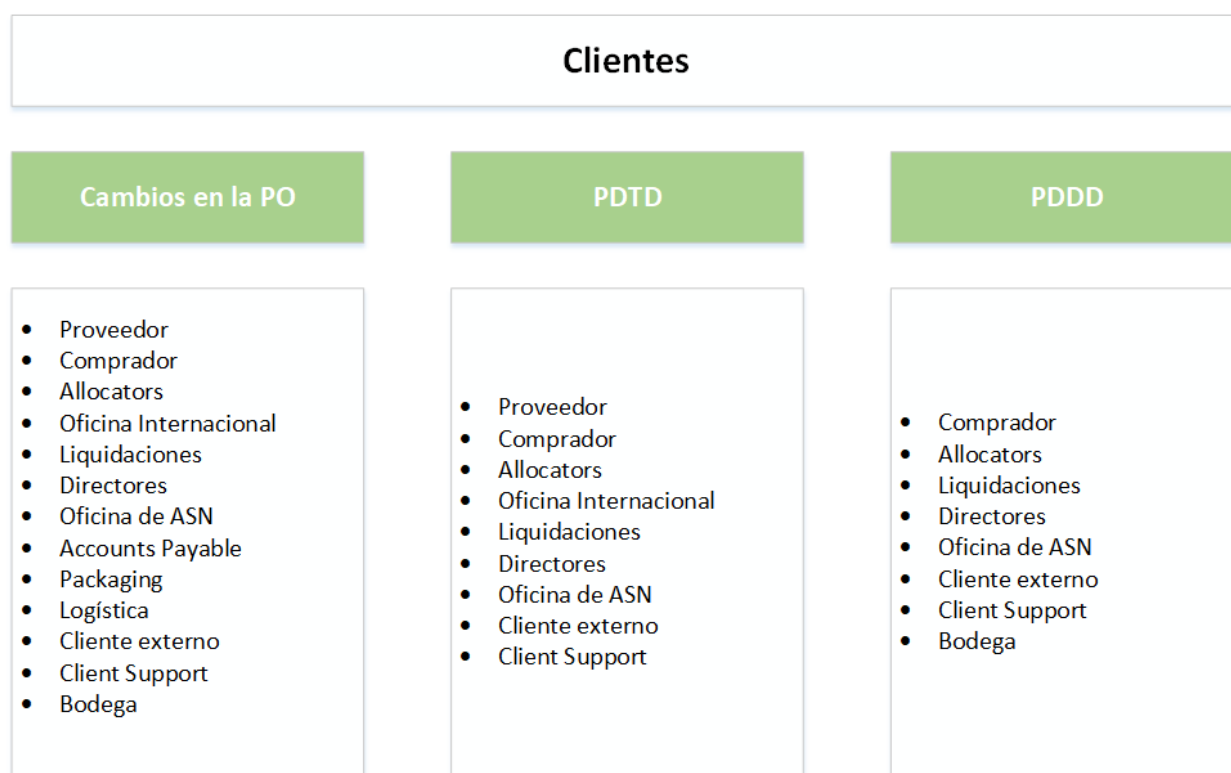 Clientes
Cambios en la PO
PDTD
PDDD
• Proveedor
• Comprador
• Allocators
• Oficina Internacional
• Liquidaciones
• Directores
• Oficina de ASN
• Accounts Payable
• Packaging
• Logística
• Cliente externo
• Client Support
• Bodega
• Proveedor
• Comprador
• Allocators
• Oficina Internacional
• Liquidaciones
• Directores
• Oficina de ASN
• Cliente externo
• Client Support
• Comprador
• Allocators
• Liquidaciones
• Directores
• Oficina de ASN
• Cliente externo
• Client Support
• Bodega